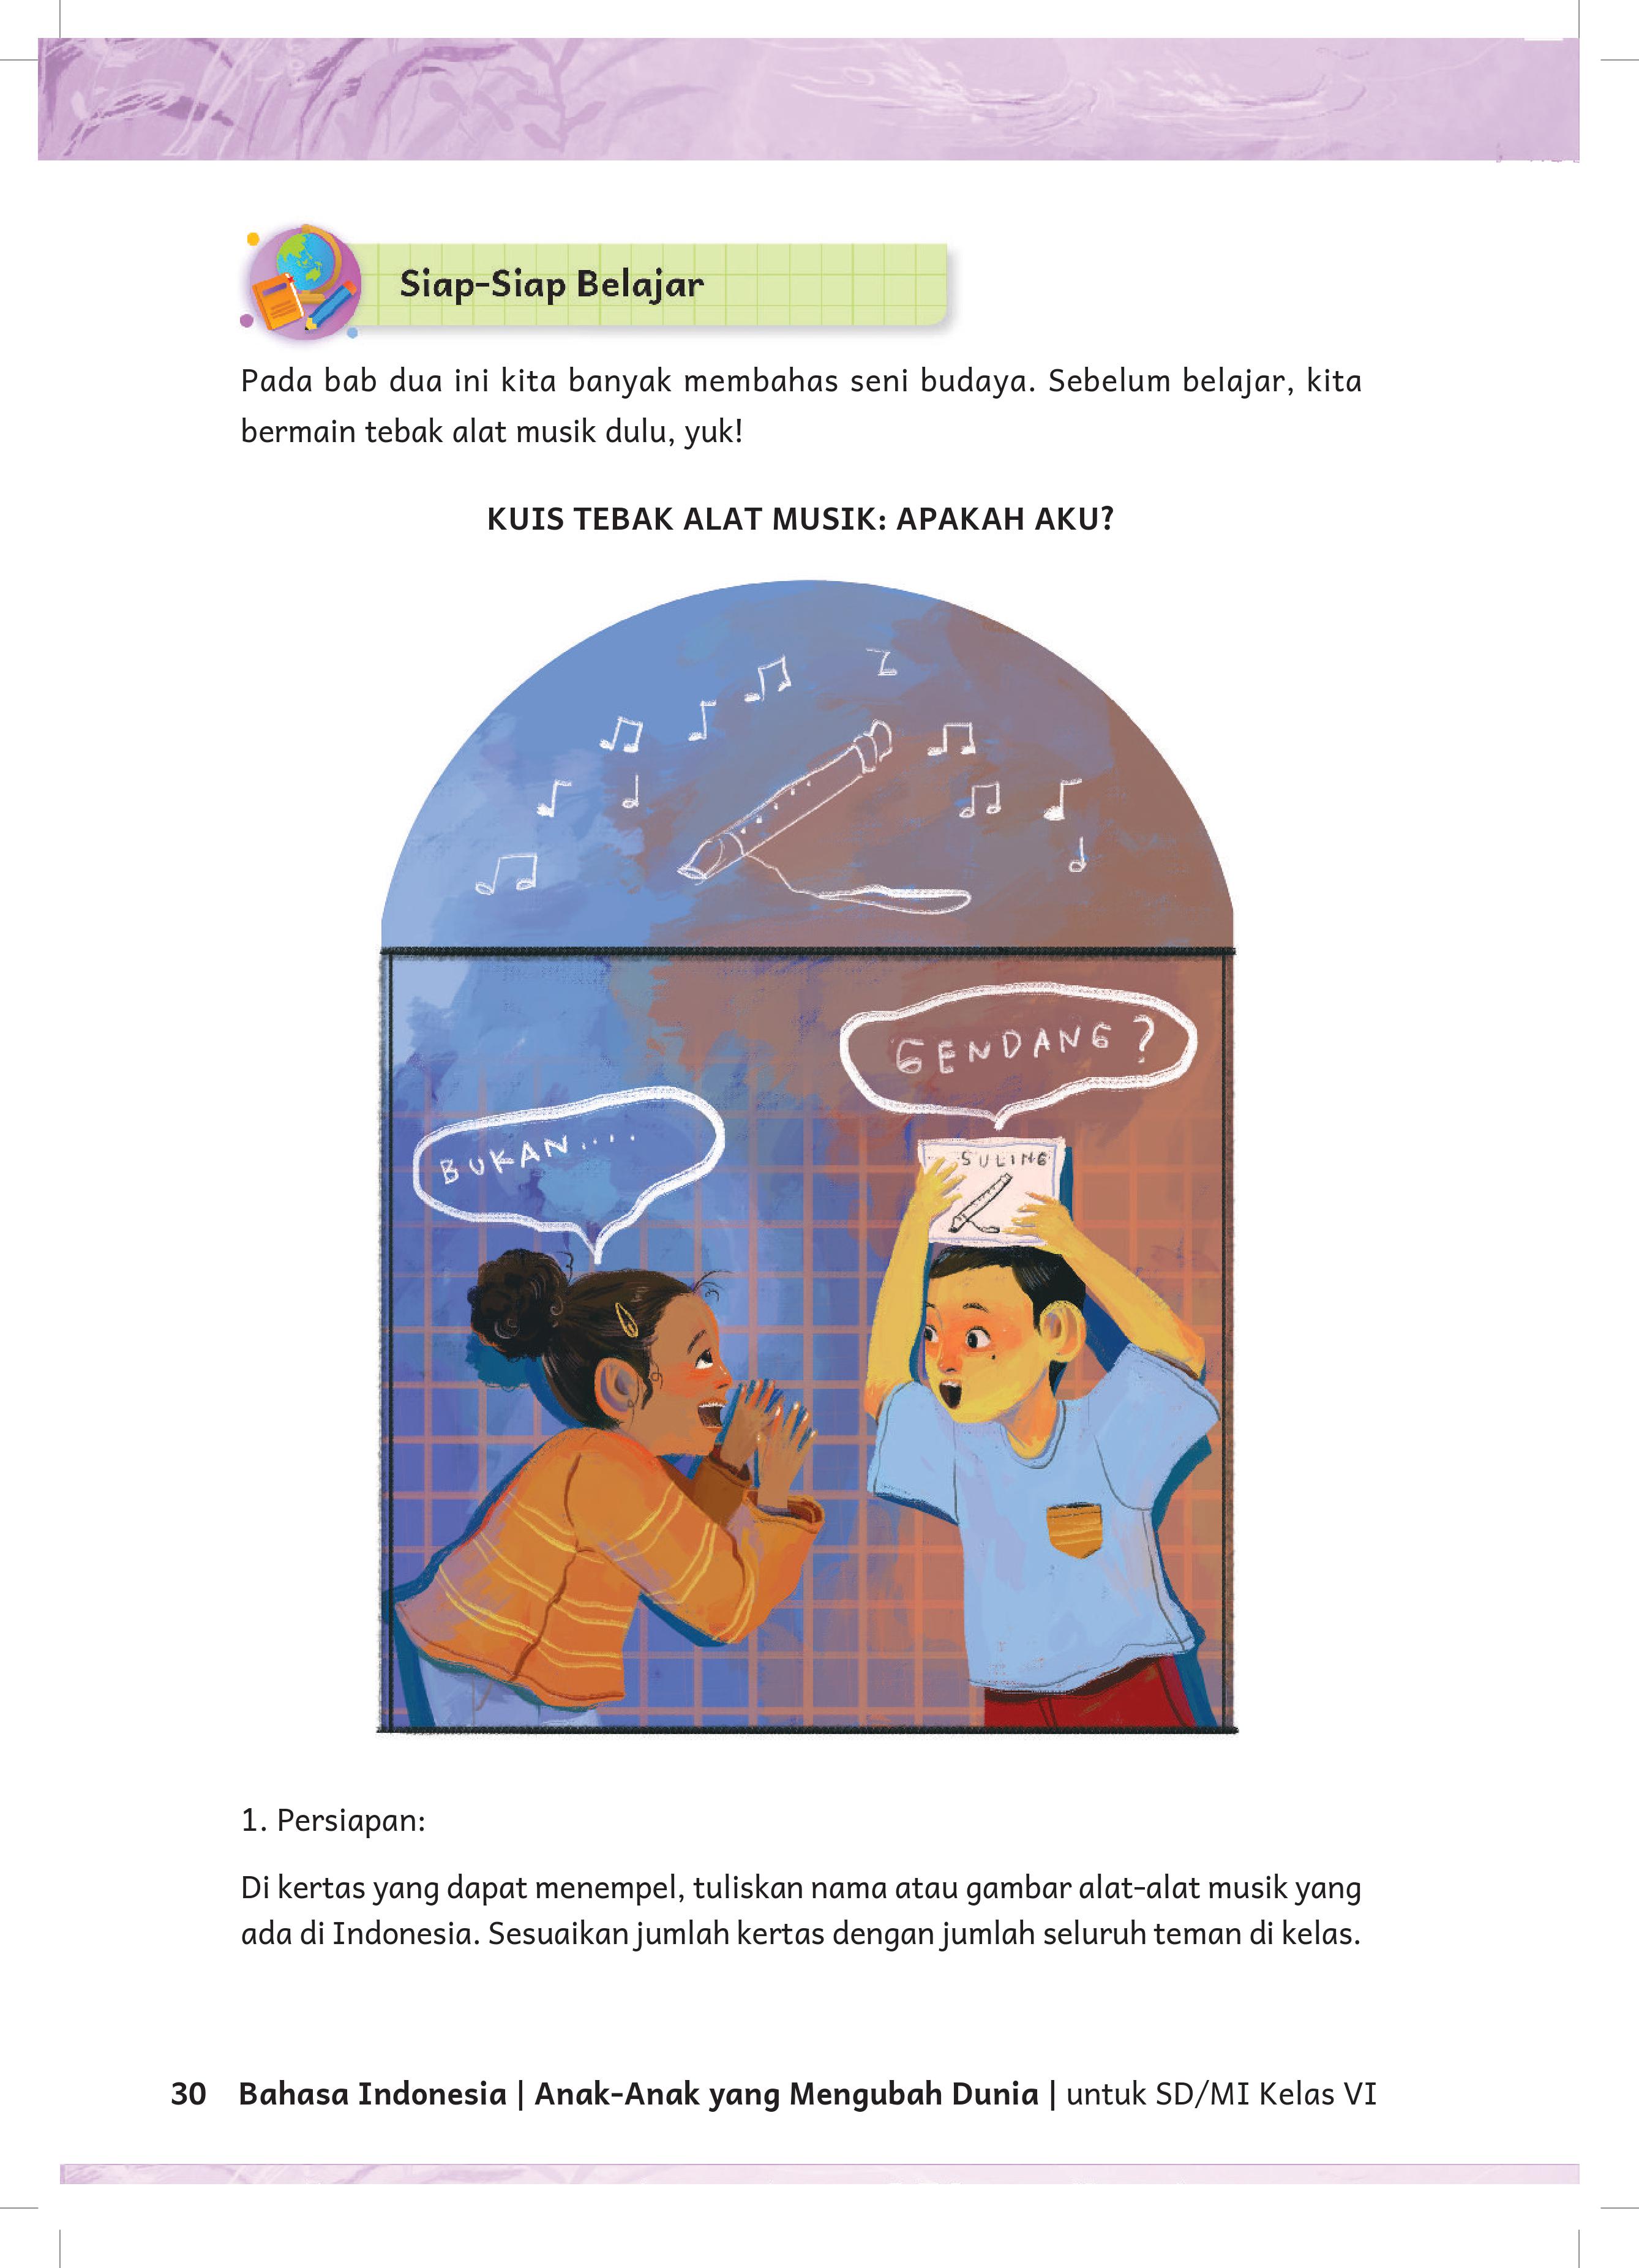 Siap-Siap Belajar
Pada bab dua ini kita banyak membahas seni budaya. Sebelum belajar, kita
bermain tebak alat musik dulu, yuk!
KUIS TEBAK ALAT MUSIK: APAKAH AKU?
GENDANG?
BUKAN....
SULING
1. Persiapan:
Di kertas yang dapat menempel, tuliskan nama atau gambar alat-alat musik yang
ada di Indonesia. Sesuaikan jumlah kertas dengan jumlah seluruh teman di kelas.
30 Bahasa Indonesia | Anak-Anak yang Mengubah Dunia | untuk SD/MI Kelas VI